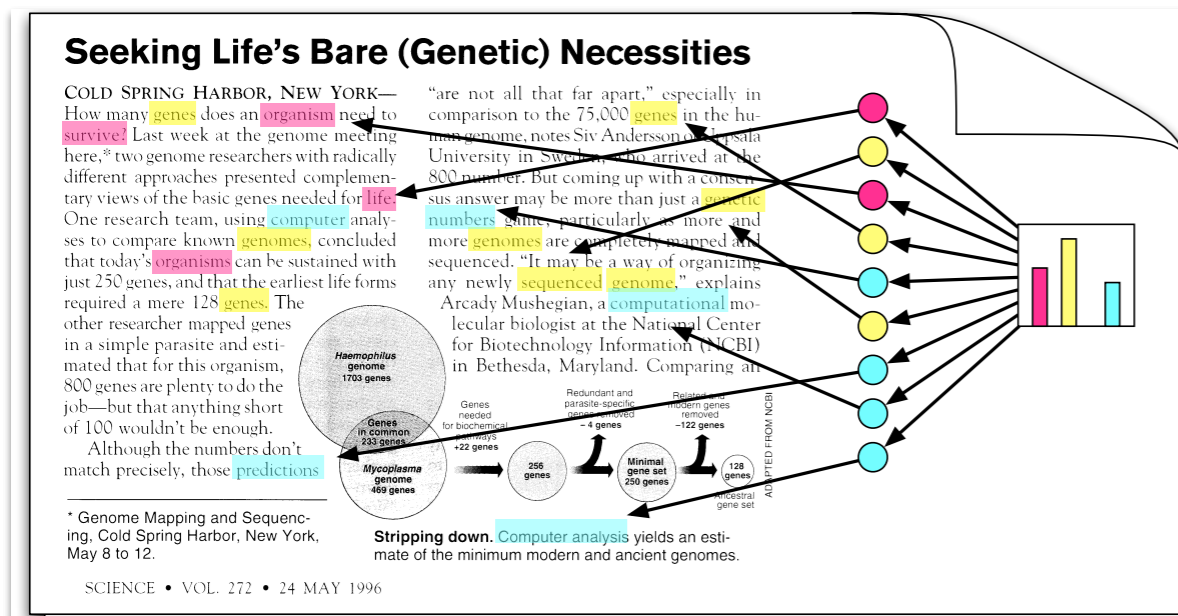 Seeking Life's Bare (Genetic) Necessities
COLD SPRING HARBOR, NEW YORK—
How many genes does an organism need to
survive? Last week at the genome meeting
here,* two genome researchers with radically
different approaches presented complemen-
tary views of the basic genes needed for life.
One research team, using computer analy-
ses to compare known genomes, concluded
that today's organisms can be sustained with
just 250 genes, and that the earliest life forms
required a mere 128 genes. The
other researcher mapped genes
in a simple parasite and esti-
mated that for this organism,
800 genes are plenty to do the
job—but that anything short
of 100 wouldn't be enough.
Although the numbers don't
match precisely, those predictions
* Genome Mapping and Sequenc-
ing, Cold Spring Harbor, New York,
May 8 to 12.
"are not all that far apart," especially in
comparison to the 75,000 genes in the hu-
man genome, notes Siv Andersson of Uppsala
University in Sweden, who arrived at the
800 number. But coming up with a consen-
sus answer may be more than just a genetic
numbers game, particularly as more and
more genomes are completely mapped and
sequenced. "It may be a way of organizing
any newly sequenced genome," explains
Arcady Mushegian, a computational mo-
lecular biologist at the National Center
for Biotechnology Information (NCBI)
in Bethesda, Maryland. Comparing an
Haemophilus
genome
1703 genes
Genes
in common
233 genes
Mycoplasma
genome
469 genes
Genes
needed
for biochemical
pathways
+22 genes
256
genes
Redundant and
parasite-specific
genes removed
– 4 genes
Minimal
gene set
250 genes
Related and
modern genes
removed
–122 genes
128
genes
Ancestral
gene set
ADAPTED FROM NCBI
Stripping down. Computer analysis yields an esti-
mate of the minimum modern and ancient genomes.
SCIENCE • VOL. 272 • 24 MAY 1996